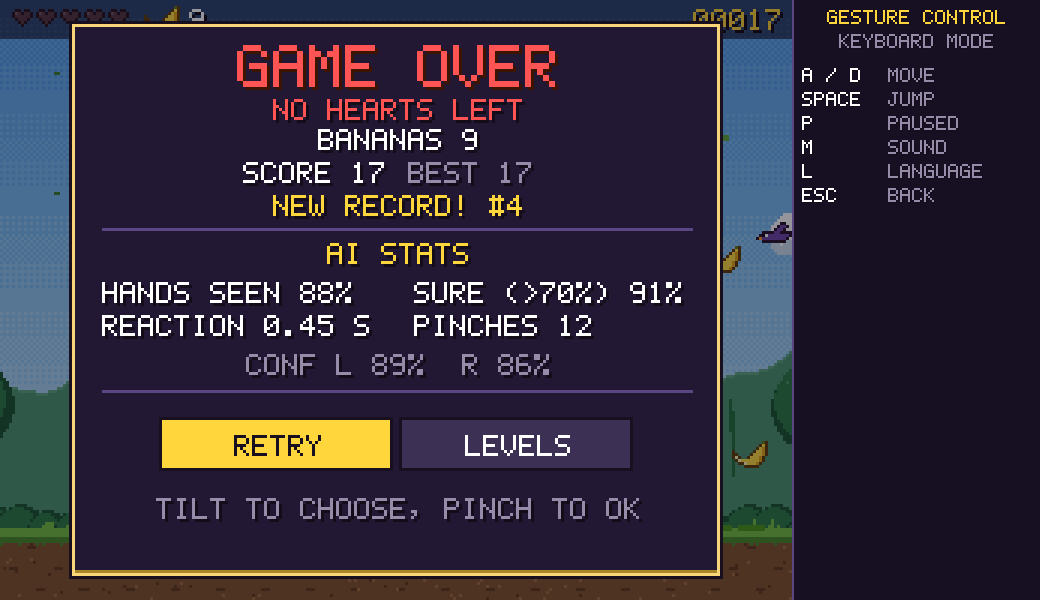 9
00017
GAME OVER
NO HEARTS LEFT
BANANAS 9
SCORE 17 BEST 17
NEW RECORD! #4
AI STATS
HANDS SEEN 88% SURE (>70%) 91%
REACTION 0.45 S PINCHES 12
CONF L 89% R 86%
RETRY LEVELS
TILT TO CHOOSE, PINCH TO OK
GESTURE CONTROL
KEYBOARD MODE
A / D MOVE
SPACE JUMP
P PAUSED
M SOUND
L LANGUAGE
ESC BACK